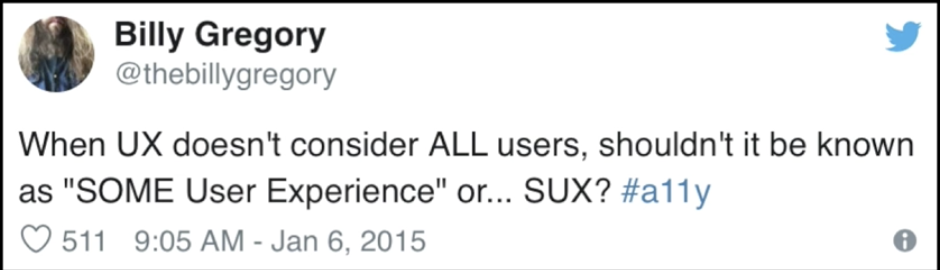 Billy Gregory
@thebillygregory
When UX doesn't consider ALL users, shouldn't it be known
as "SOME User Experience" or... SUX? #a11y
511 9:05 AM - Jan 6, 2015